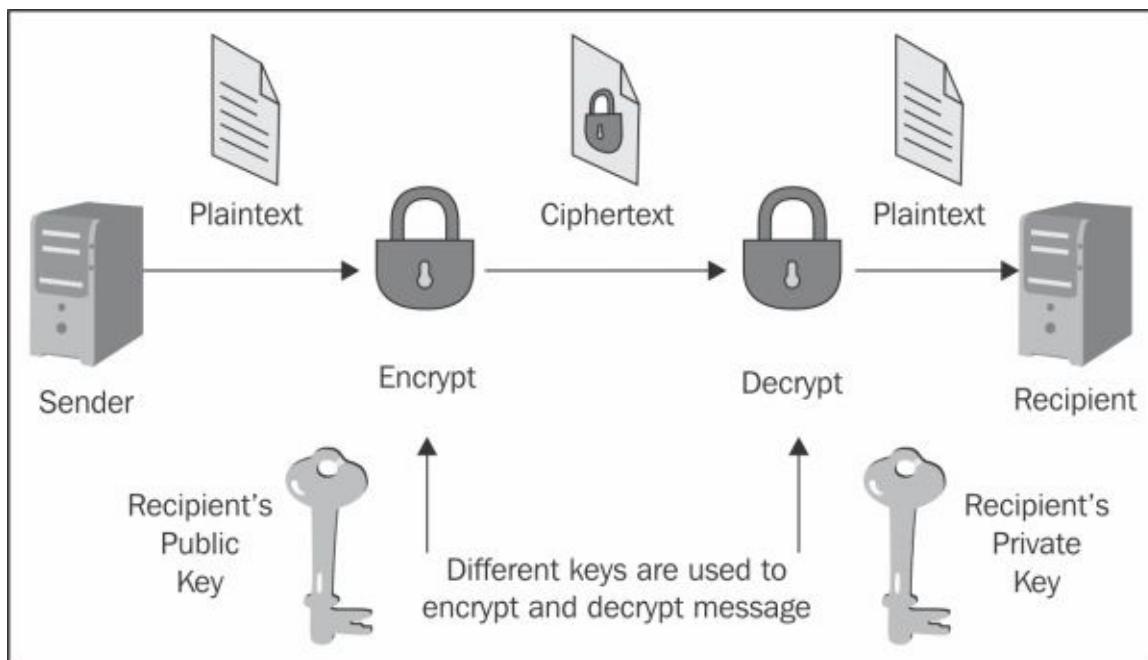 Plaintext
Ciphertext
Plaintext
Sender
Encrypt
Decrypt
Recipient
Recipient's
Public
Key
Different keys are used to
encrypt and decrypt message
Recipient's
Private
Key